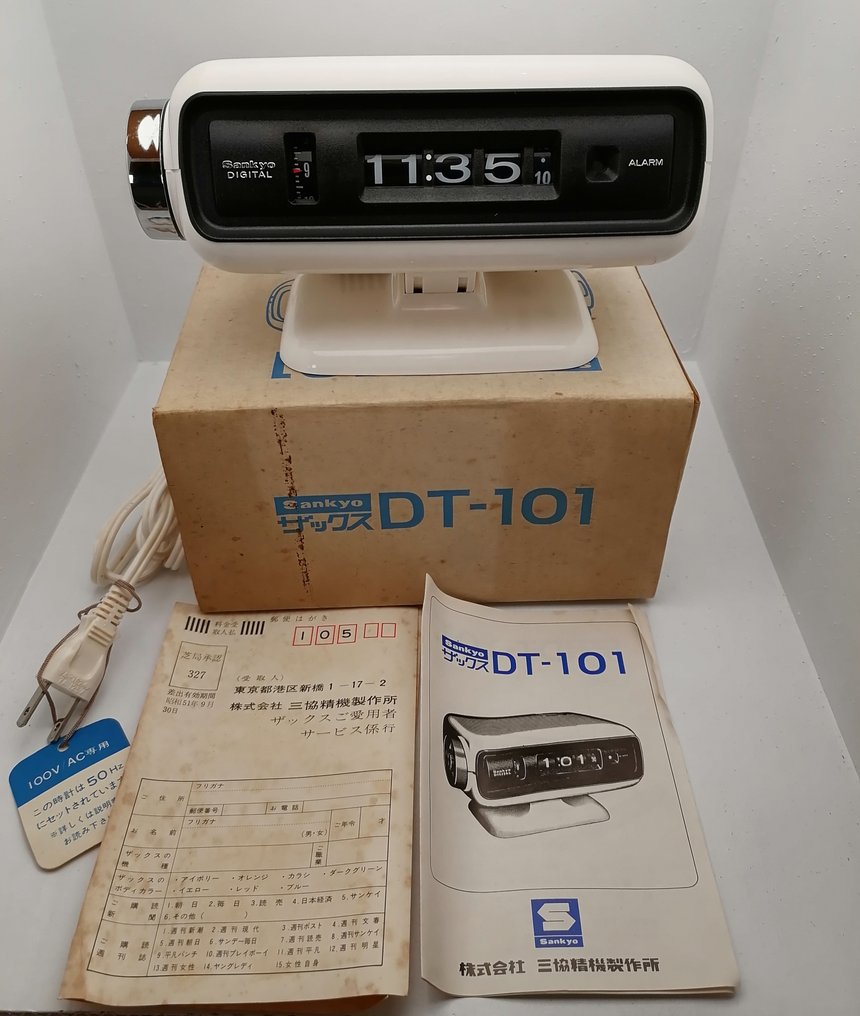 Sankyo
DIGITAL
9
11:35
10
ALARM
Sankyo
ザックス DT-101
郵便はがき
料金受
取人払
105
芝局承認
327
差出有効期間
昭和51年9月
30日
(受取人)
東京都港区新橋1-17-2
株式会社 三協精機製作所
ザックスご愛用者
サービス係行
ご住所
フリガナ
郵便番号
お電話
お名前
フリガナ
(男・女)
ご年令
才
ザックスの
機種
ご職業
ザックスの
ボディカラー
・アイボリー ・オレンジ ・カラシ ・ダークグリーン
・イエロー ・レッド ・ブルー
ご購読
新聞
1.朝日 2.毎日 3.読売 4.日本経済 5.サンケイ
6.その他( )
ご購読
週刊誌
1.週刊新潮 2.週刊現代 3.週刊ポスト 4.週刊文春
5.週刊朝日 6.サンデー毎日 7.週刊読売 8.週刊サンケイ
9.平凡パンチ 10.週刊プレイボーイ 11.週刊平凡 12.週刊明星
13.週刊女性 14.ヤングレディ 15.女性自身
100V/AC専用
この時計は50Hz
にセットされています
※詳しくは説明
お読み下
Sankyo
ザックス DT-101
1:01
Sankyo
株式会社 三協精機製作所